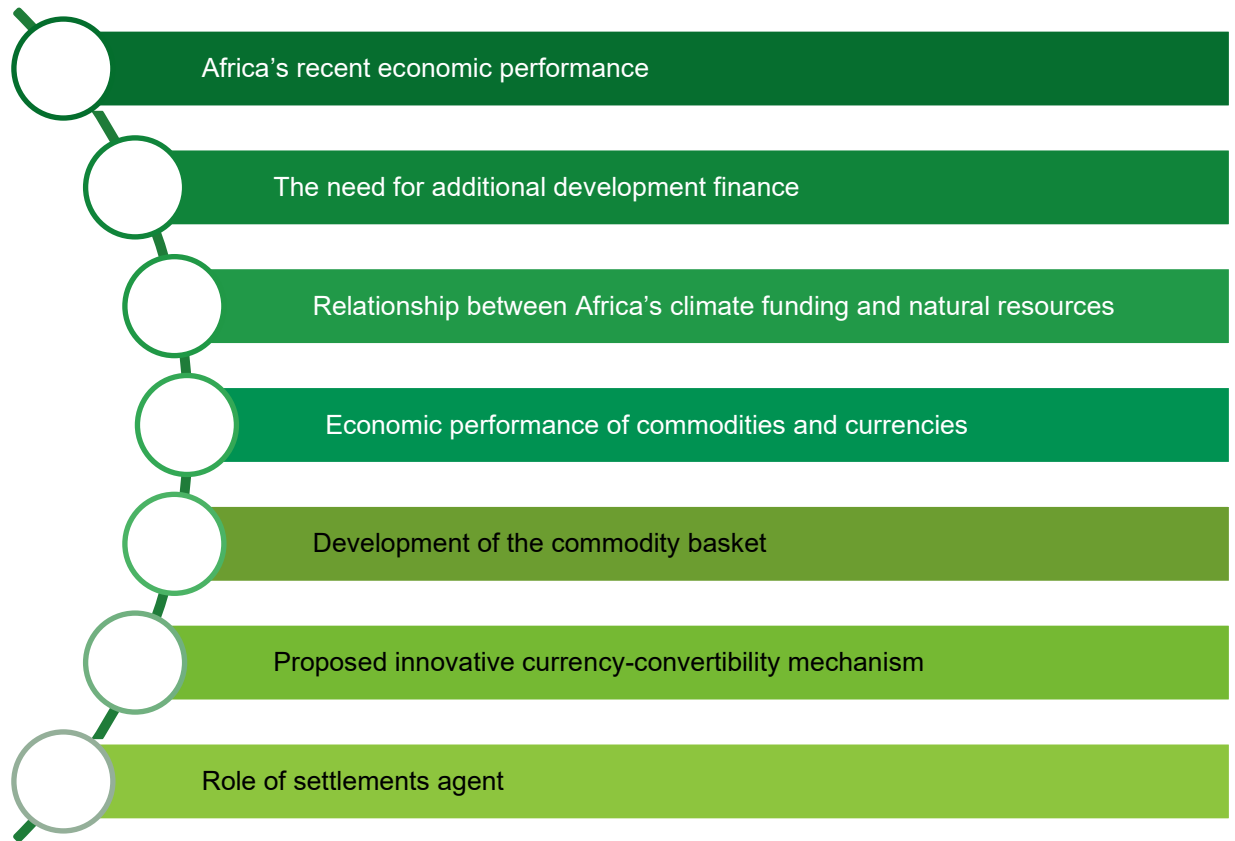 Africa’s recent economic performance
The need for additional development finance
Relationship between Africa’s climate funding and natural resources
Economic performance of commodities and currencies
Development of the commodity basket
Proposed innovative currency-convertibility mechanism
Role of settlements agent